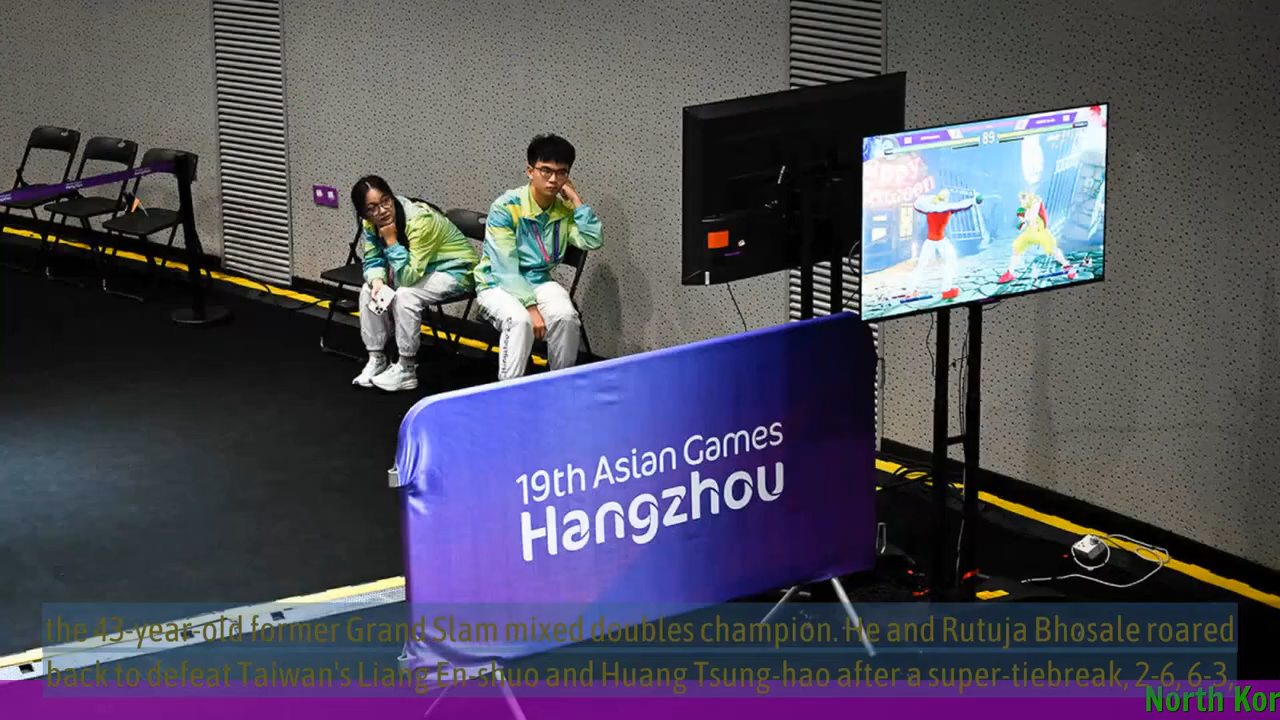 89
19th Asian Games
Hangzhou
Hangzhou
the 43-year-old former Grand Slam mixed doubles champion. He and Rutuja Bhosale roared
back to defeat Taiwan's Liang En-shuo and Huang Tsung-hao after a super-tiebreak, 2-6, 6-3,
North Kor